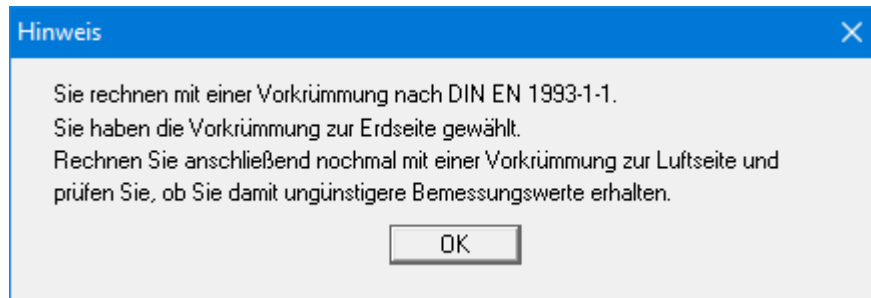 Hinweis
Sie rechnen mit einer Vorkrümmung nach DIN EN 1993-1-1.
Sie haben die Vorkrümmung zur Erdseite gewählt.
Rechnen Sie anschließend nochmal mit einer Vorkrümmung zur Luftseite und
prüfen Sie, ob Sie damit ungünstigere Bemessungswerte erhalten.
OK